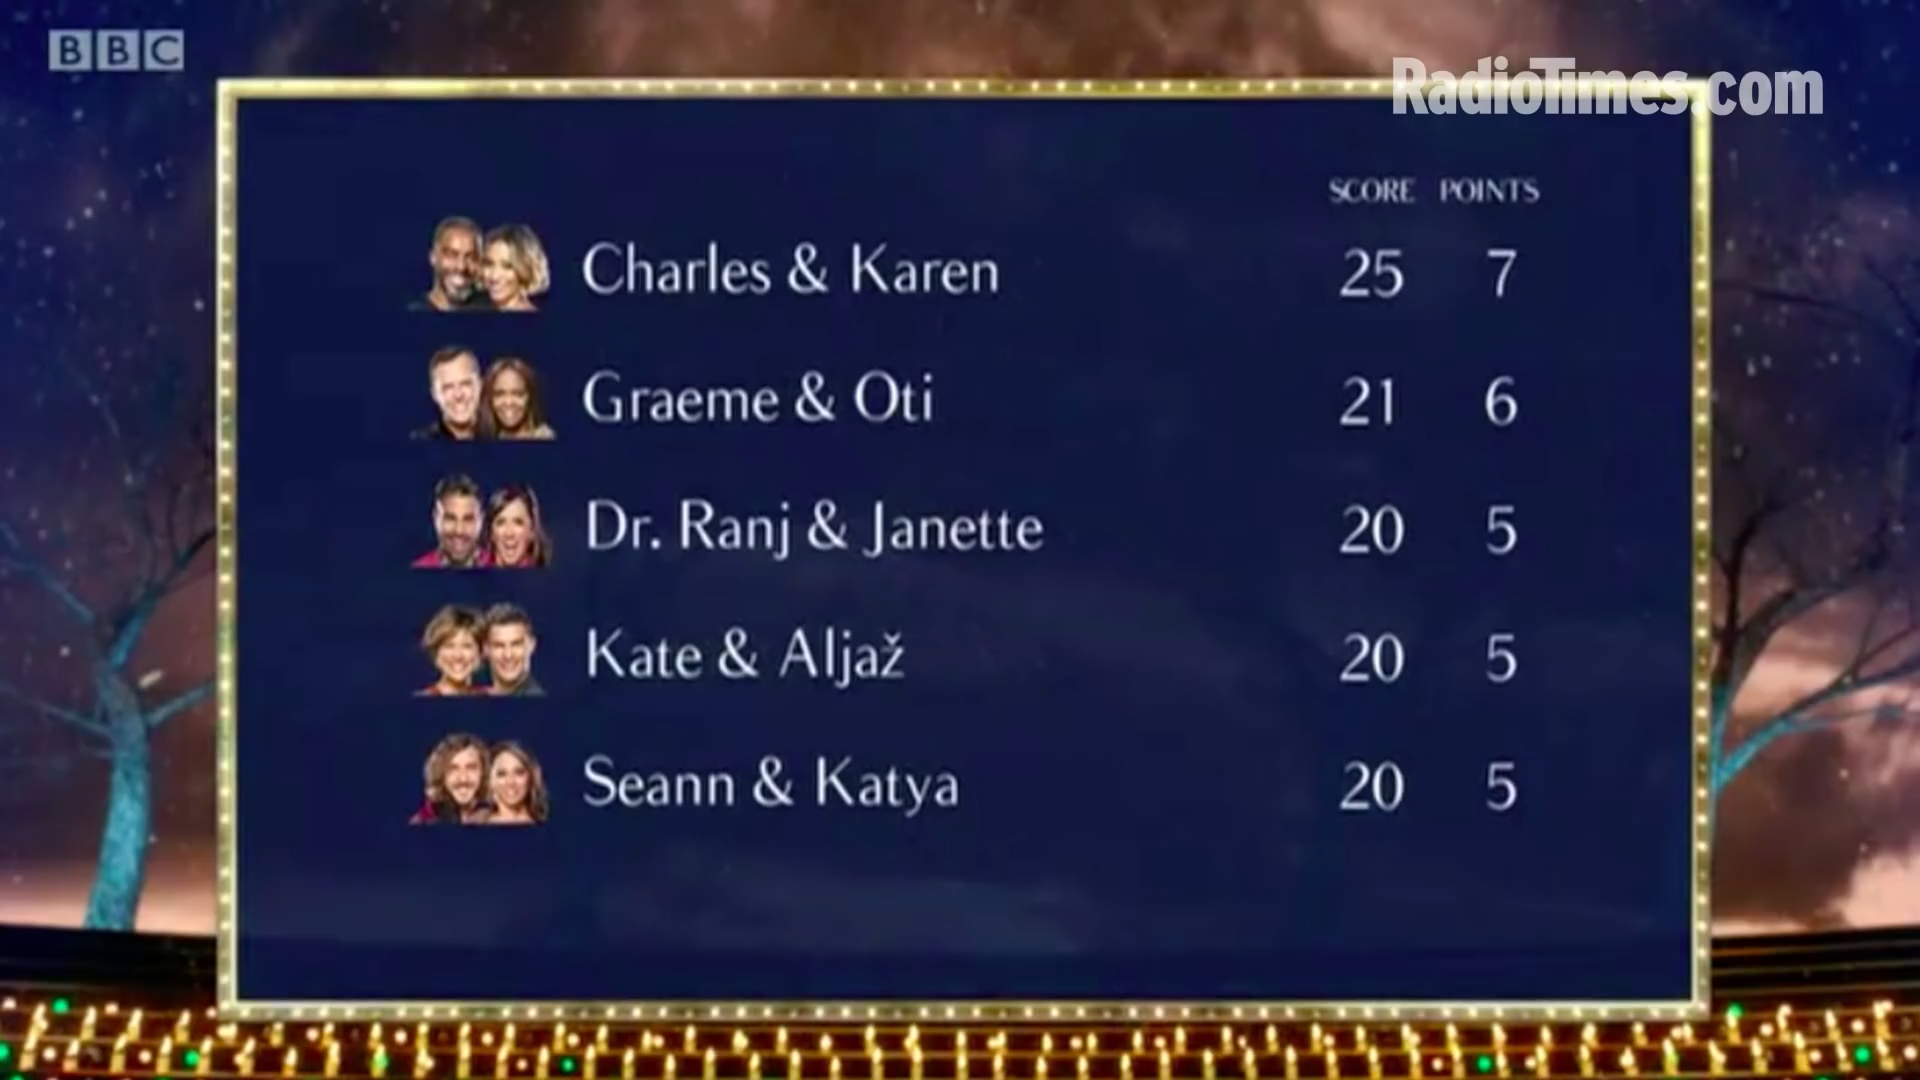 BBC
RadioTimes.com
SCORE POINTS
Charles & Karen 25 7
Graeme & Oti 21 6
Dr. Ranj & Janette 20 5
Kate & Aljaž 20 5
Seann & Katya 20 5